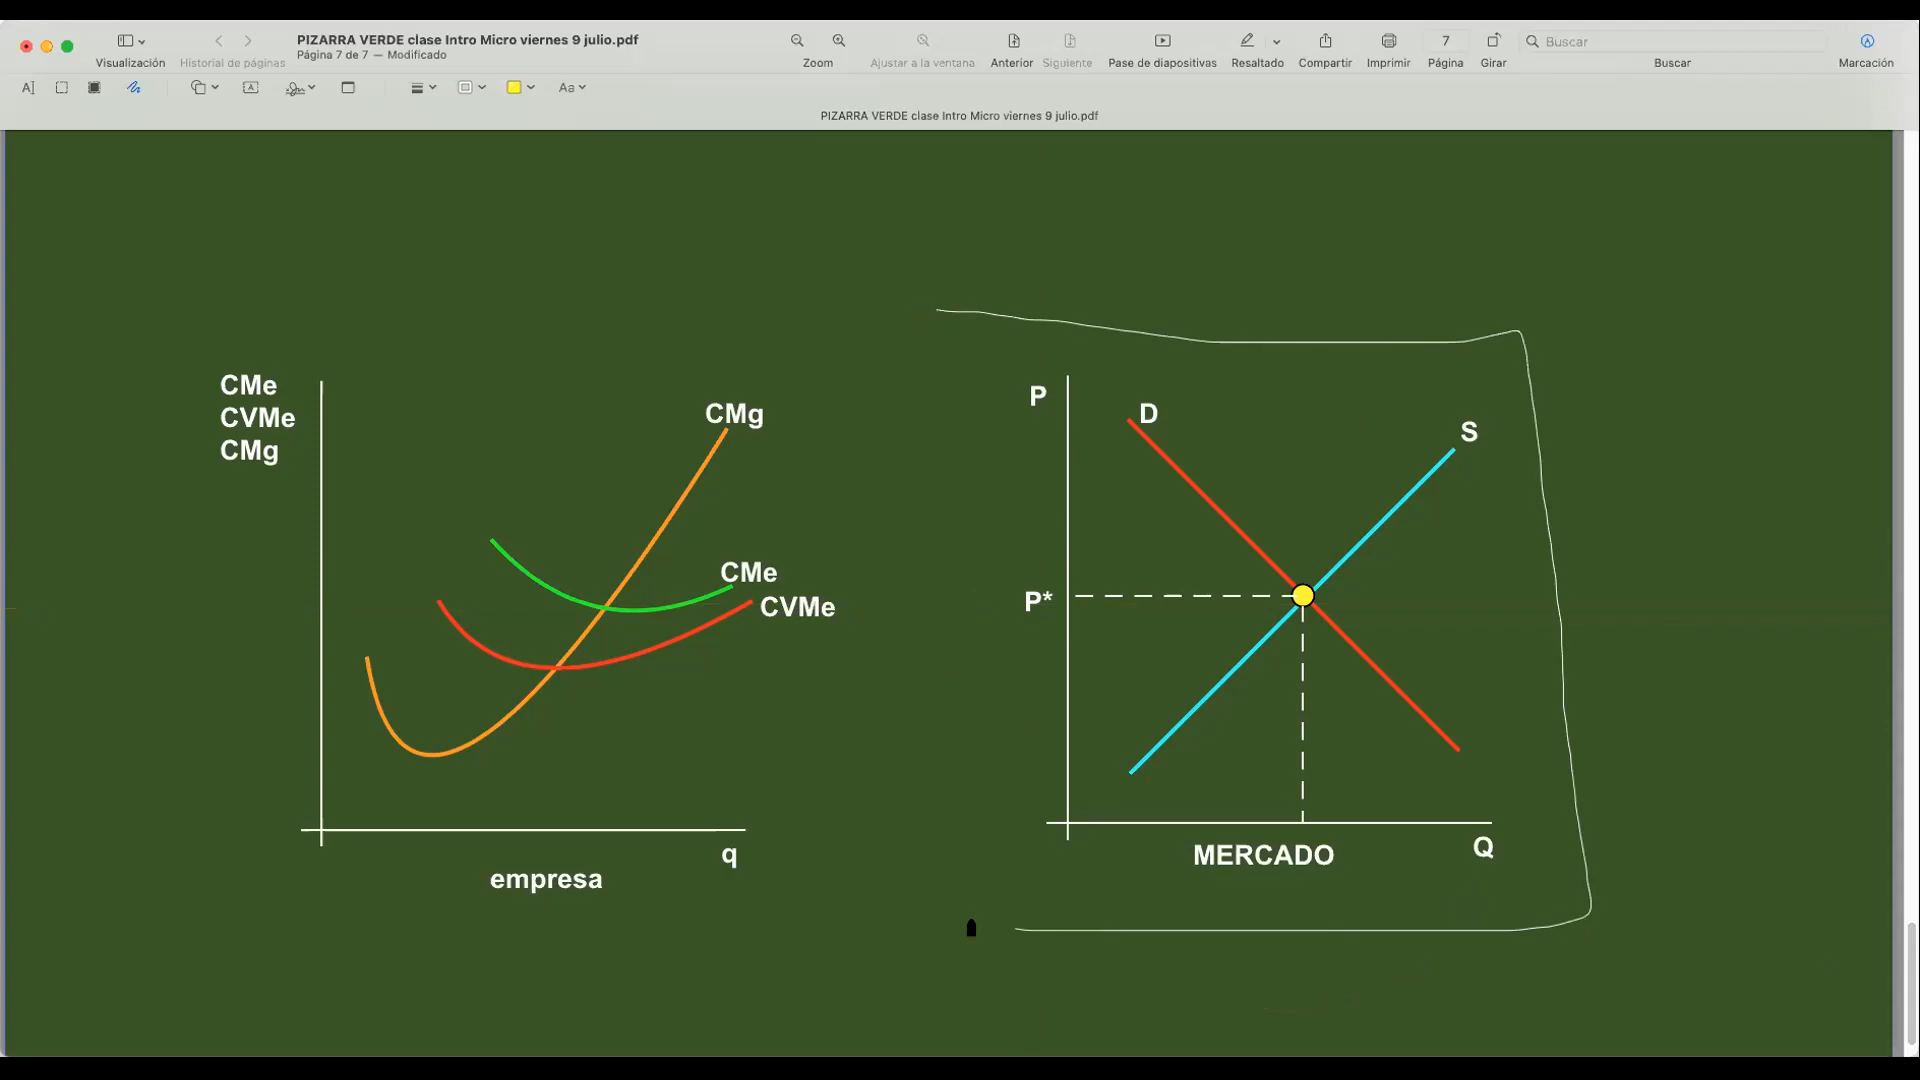 PIZARRA VERDE clase Intro Micro viernes 9 julio.pdf
Página 7 de 7 — Modificado
Visualización
Historial de páginas
Zoom
Ajustar a la ventana
Anterior
Siguiente
Pase de diapositivas
Resaltado
Compartir
Imprimir
7
Página
Girar
Buscar
Buscar
Marcación
Aa
PIZARRA VERDE clase Intro Micro viernes 9 julio.pdf
CMe
CVMe
CMg
CMg
CMe
CVMe
q
empresa
P
D
S
P*
MERCADO
Q